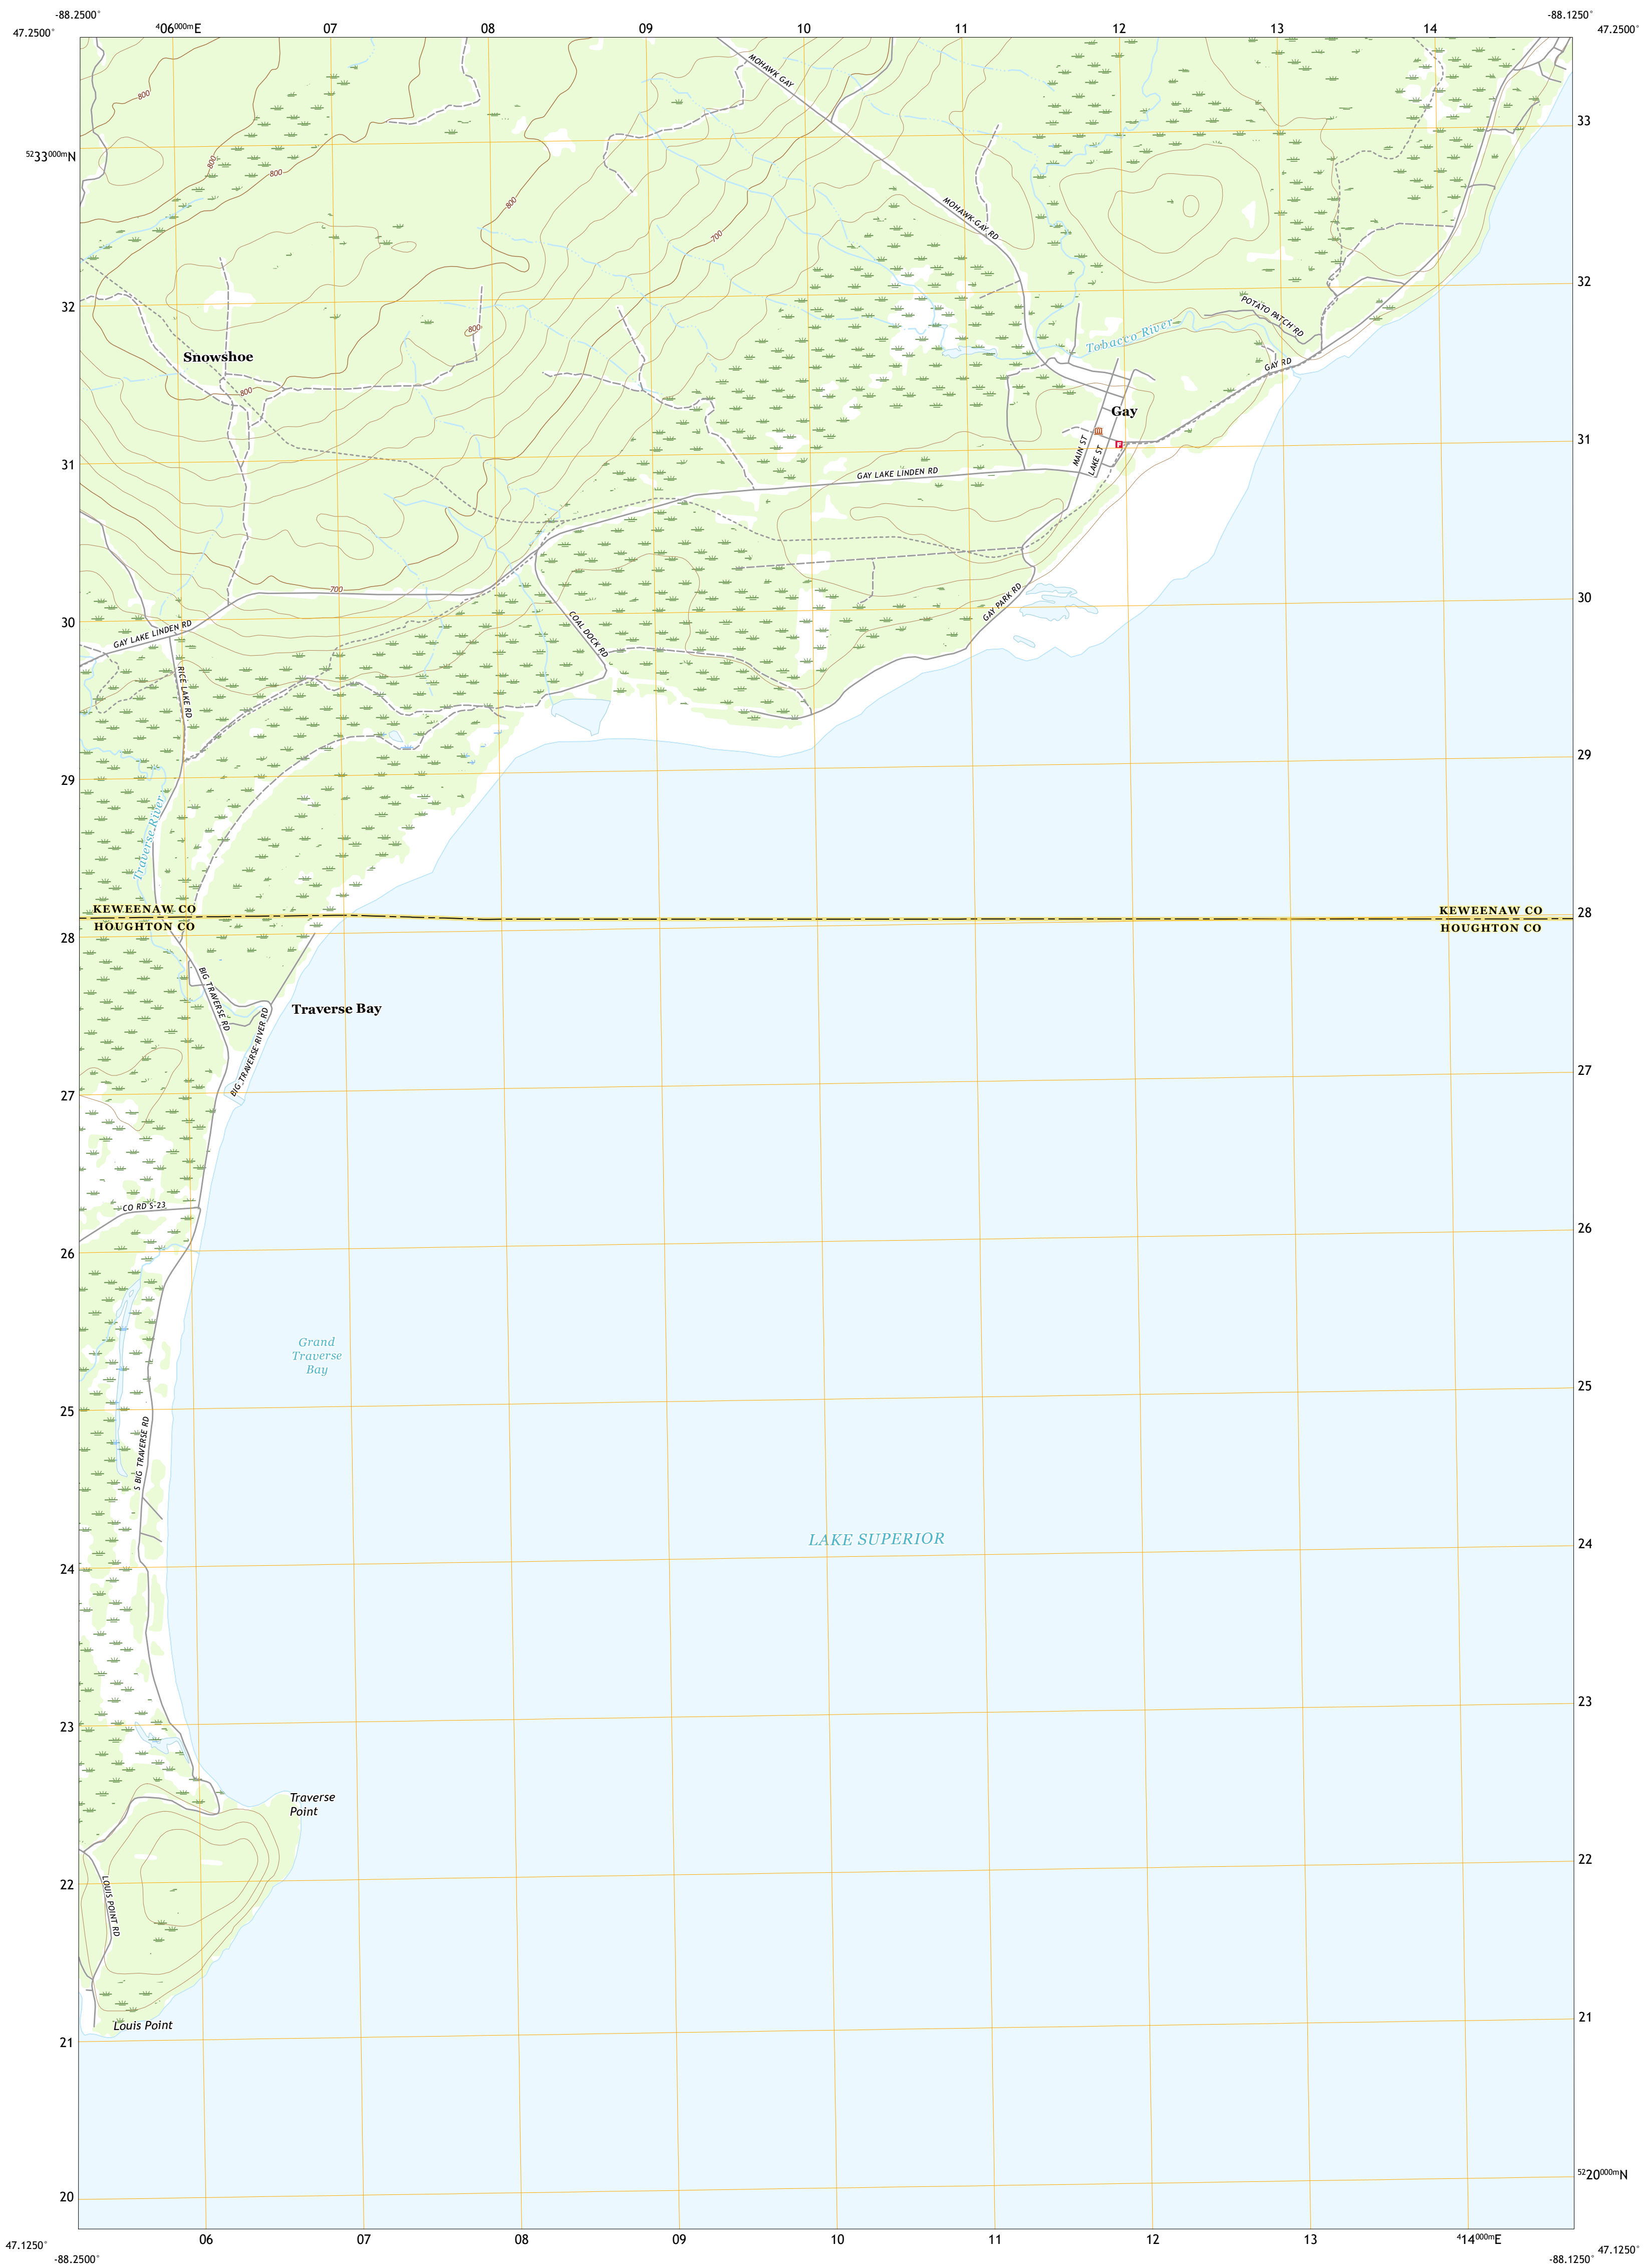 -88.2500°
-88.1250°
47.2500°
⁴06⁰⁰⁰ᵐE
07
08
09
10
11
12
13
14
47.2500°
MOHAWK GAY
800
33
⁵²33⁰⁰⁰ᵐN
800
800
800
MOHAWK-GAY RD
700
32
32
POTATO PATCH RD
800
Tobacco River
Snowshoe
GAY RD
800
Gay
31
MAIN ST
LAKE ST
31
GAY LAKE LINDEN RD
700
GAY PARK RD
30
30
GAY LAKE LINDEN RD
COAL DOCK RD
RICE LAKE RD
29
29
Traverse River
KEWEENAW CO
KEWEENAW CO
28
HOUGHTON CO
HOUGHTON CO
28
BIG TRAVERSE RD
Traverse Bay
BIG TRAVERSE RIVER RD
27
27
CO RD S-23
26
26
Grand
Traverse
Bay
25
25
S BIG TRAVERSE RD
LAKE SUPERIOR
24
24
23
23
Traverse
Point
22
22
LOUIS POINT RD
21
Louis Point
21
⁵²20⁰⁰⁰ᵐN
20
06
07
08
09
10
11
12
13
⁴14⁰⁰⁰ᵐE
47.1250°
47.1250°
-88.2500°
-88.1250°